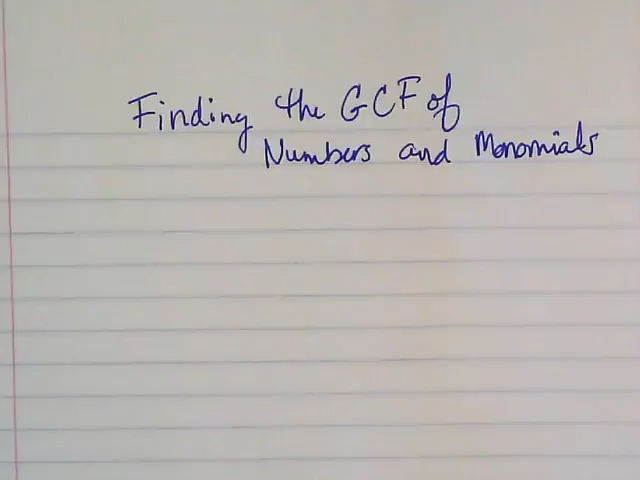 Finding the GCF of
Numbers and Monomials